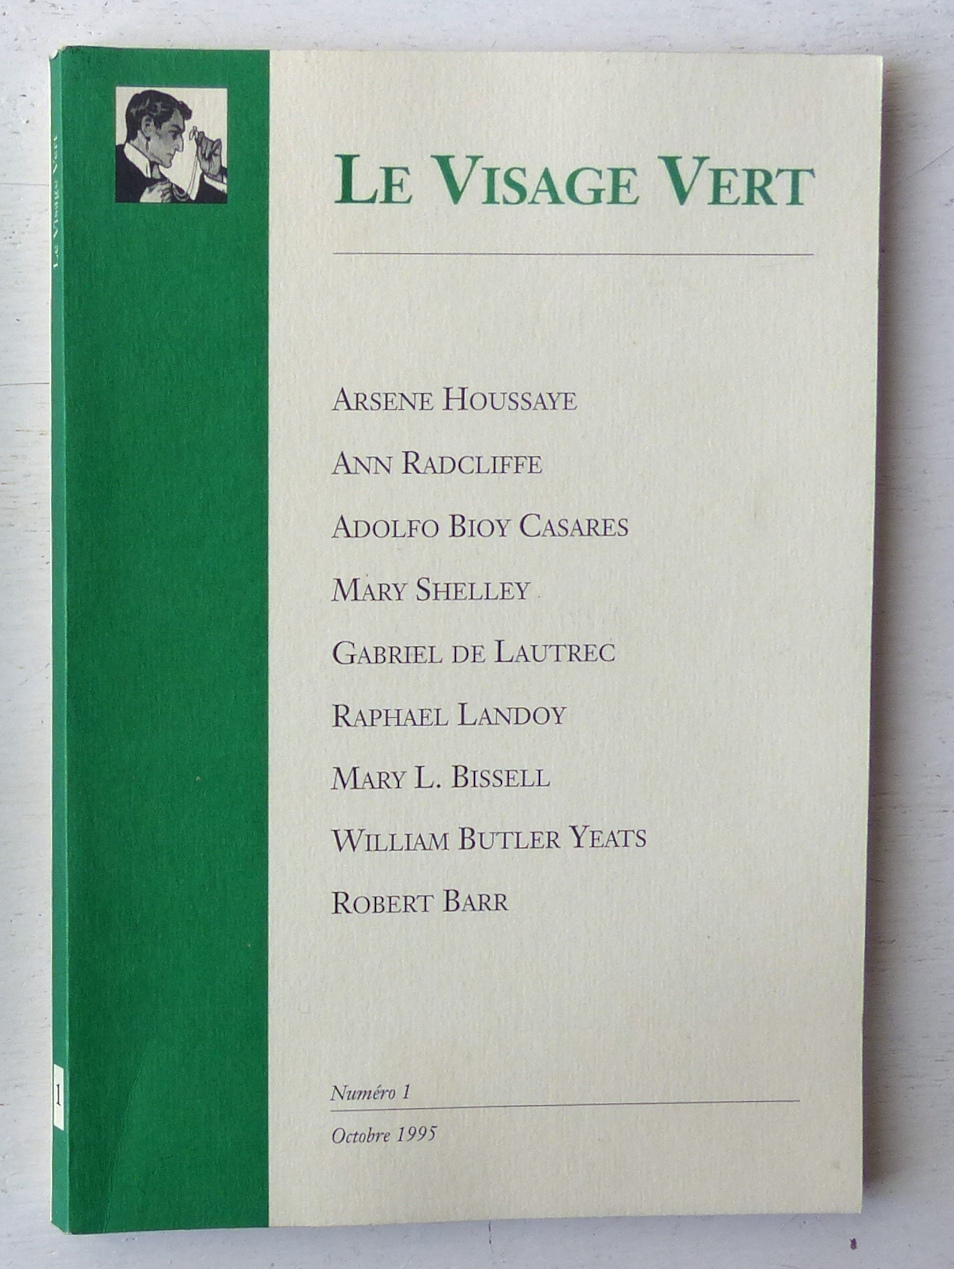 Le Visage Vert
Le Visage Vert
Arsene Houssaye
Ann Radcliffe
Adolfo Bioy Casares
Mary Shelley
Gabriel de Lautrec
Raphael Landoy
Mary L. Bissell
William Butler Yeats
Robert Barr
Numéro 1
Octobre 1995
1